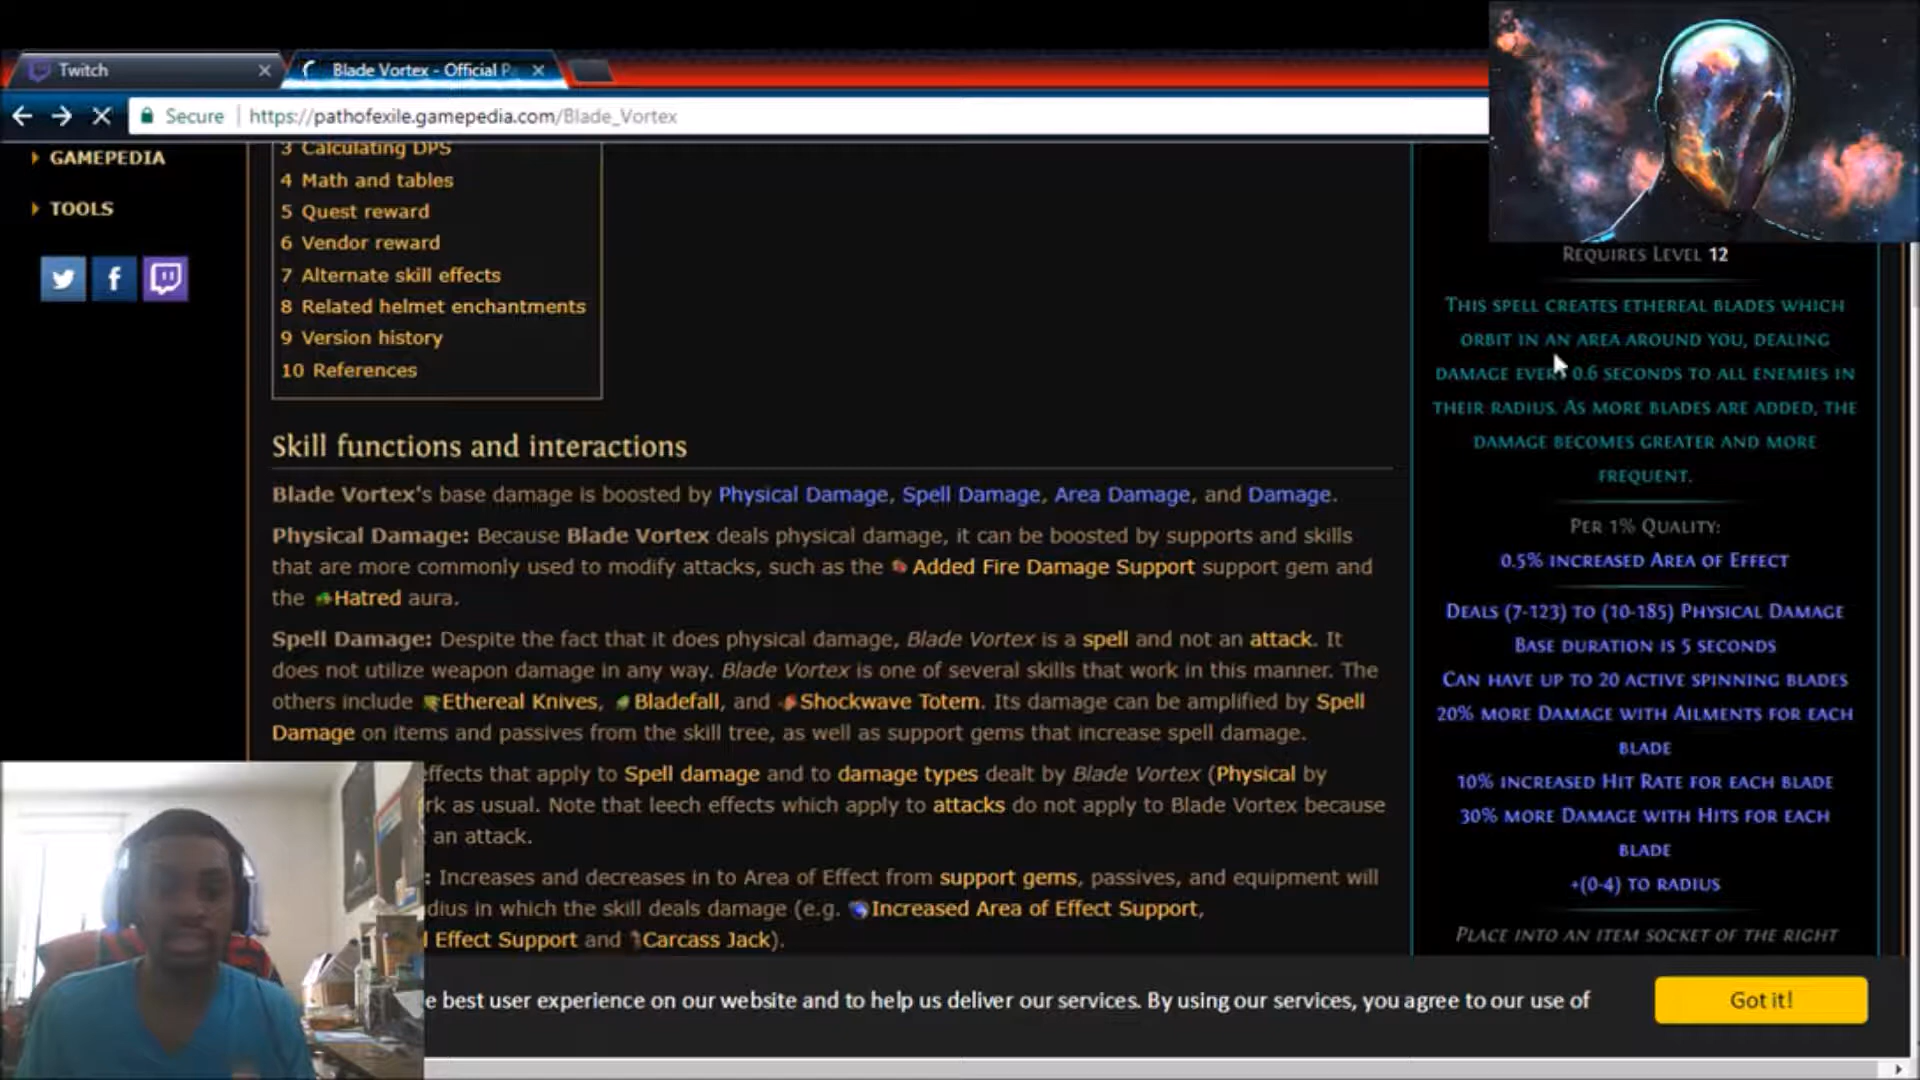 Twitch
Blade Vortex - Official P
Secure
https://pathofexile.gamepedia.com/Blade_Vortex
GAMEPEDIA
TOOLS
3 Calculating DPS
4 Math and tables
5 Quest reward
6 Vendor reward
7 Alternate skill effects
8 Related helmet enchantments
9 Version history
10 References
Skill functions and interactions
Blade Vortex's base damage is boosted by Physical Damage, Spell Damage, Area Damage, and Damage.
Physical Damage: Because Blade Vortex deals physical damage, it can be boosted by supports and skills
that are more commonly used to modify attacks, such as the Added Fire Damage Support support gem and
the Hatred aura.
Spell Damage: Despite the fact that it does physical damage, Blade Vortex is a spell and not an attack. It
does not utilize weapon damage in any way. Blade Vortex is one of several skills that work in this manner. The
others include Ethereal Knives, Bladefall, and Shockwave Totem. Its damage can be amplified by Spell
Damage on items and passives from the skill tree, as well as support gems that increase spell damage.
effects that apply to Spell damage and to damage types dealt by Blade Vortex (Physical by
rk as usual. Note that leech effects which apply to attacks do not apply to Blade Vortex because
an attack.
: Increases and decreases in to Area of Effect from support gems, passives, and equipment will
dius in which the skill deals damage (e.g. Increased Area of Effect Support,
Effect Support and Carcass Jack).
Requires Level 12
This spell creates ethereal blades which
orbit in an area around you, dealing
damage every 0.6 seconds to all enemies in
their radius. As more blades are added, the
damage becomes greater and more
frequent.
Per 1% Quality:
0.5% increased Area of Effect
Deals (7-123) to (10-185) Physical Damage
Base duration is 5 seconds
Can have up to 20 active spinning blades
20% more Damage with Ailments for each
blade
10% increased Hit Rate for each blade
30% more Damage with Hits for each
blade
+(0-4) to radius
Place into an item socket of the right
e best user experience on our website and to help us deliver our services. By using our services, you agree to our use of
Got it!